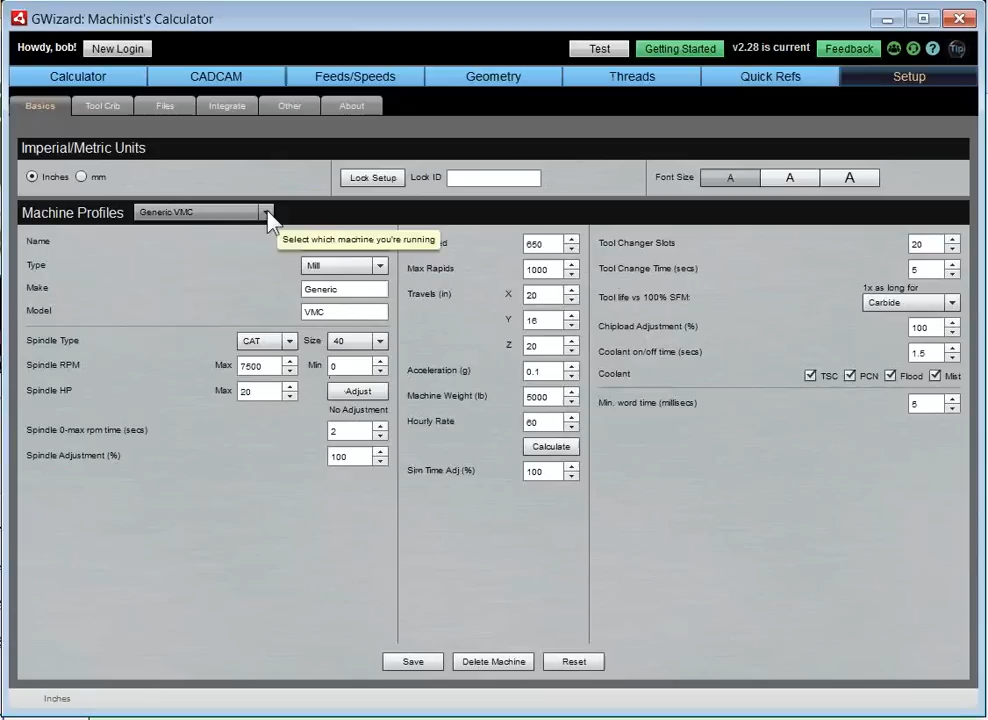 GWizard: Machinist's Calculator
Howdy, bob! New Login Test Getting Started v2.28 is current Feedback ? Tip
Calculator CADCAM Feeds/Speeds Geometry Threads Quick Refs Setup
Basics Tool Crib Files Integrate Other About
Imperial/Metric Units
Inches mm Lock Setup Lock ID Font Size A A A
Machine Profiles Generic VMC
Select which machine you're running
Name
Type Mill
Make Generic
Model VMC
Spindle Type CAT Size 40
Spindle RPM Max 7500 Min 0
Spindle HP Max 20 Adjust
No Adjustment
Spindle 0-max rpm time (secs) 2
Spindle Adjustment (%) 100
650
Max Rapids 1000
Travels (in) X 20
Y 16
Z 20
Acceleration (g) 0.1
Machine Weight (lb) 5000
Hourly Rate 60
Calculate
Sim Time Adj (%) 100
Tool Changer Slots 20
Tool Change Time (secs) 5
1x as long for
Tool life vs 100% SFM: Carbide
Chipload Adjustment (%) 100
Coolant on/off time (secs) 1.5
Coolant TSC PCN Flood Mist
Min. word time (millisecs) 5
Save Delete Machine Reset
Inches